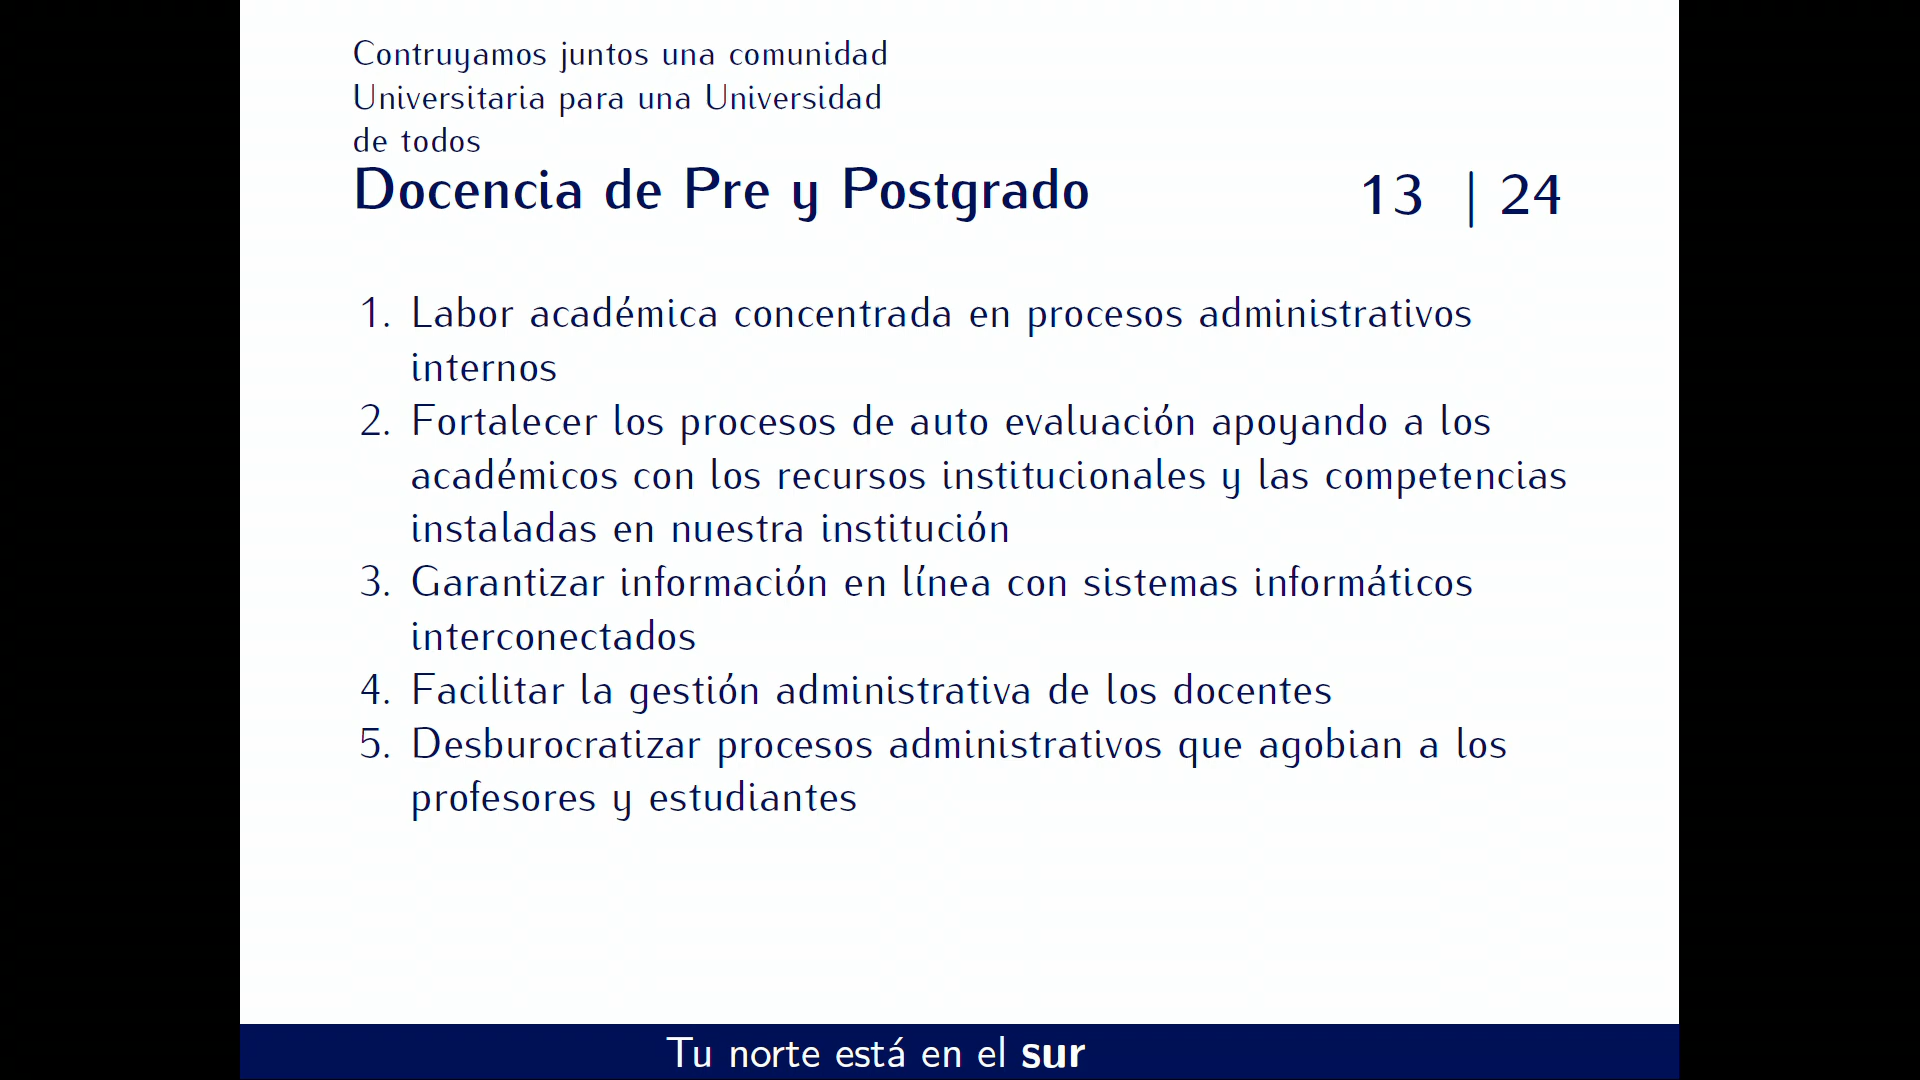 Contruyamos juntos una comunidad
Universitaria para una Universidad
de todos
Docencia de Pre y Postgrado
13 | 24
1. Labor académica concentrada en procesos administrativos
internos
2. Fortalecer los procesos de auto evaluación apoyando a los
académicos con los recursos institucionales y las competencias
instaladas en nuestra institución
3. Garantizar información en línea con sistemas informáticos
interconectados
4. Facilitar la gestión administrativa de los docentes
5. Desburocratizar procesos administrativos que agobian a los
profesores y estudiantes
Tu norte está en el sur